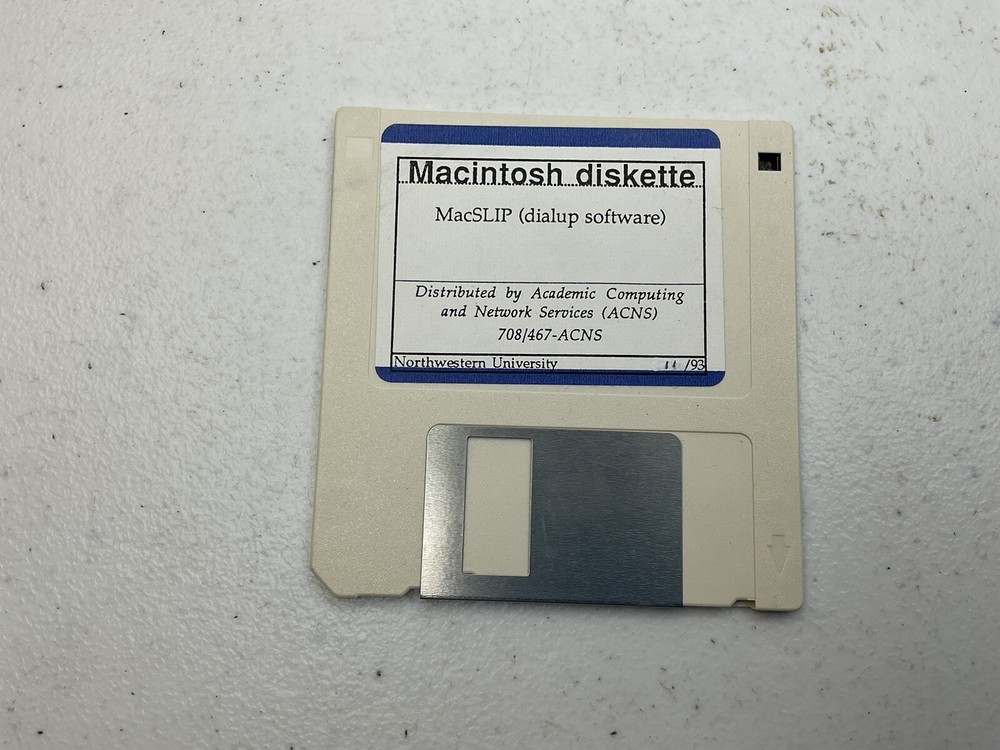 Macintosh diskette
MacSLIP (dialup software)
Distributed by Academic Computing
and Network Services (ACNS)
708/467-ACNS
Northwestern University 11/93